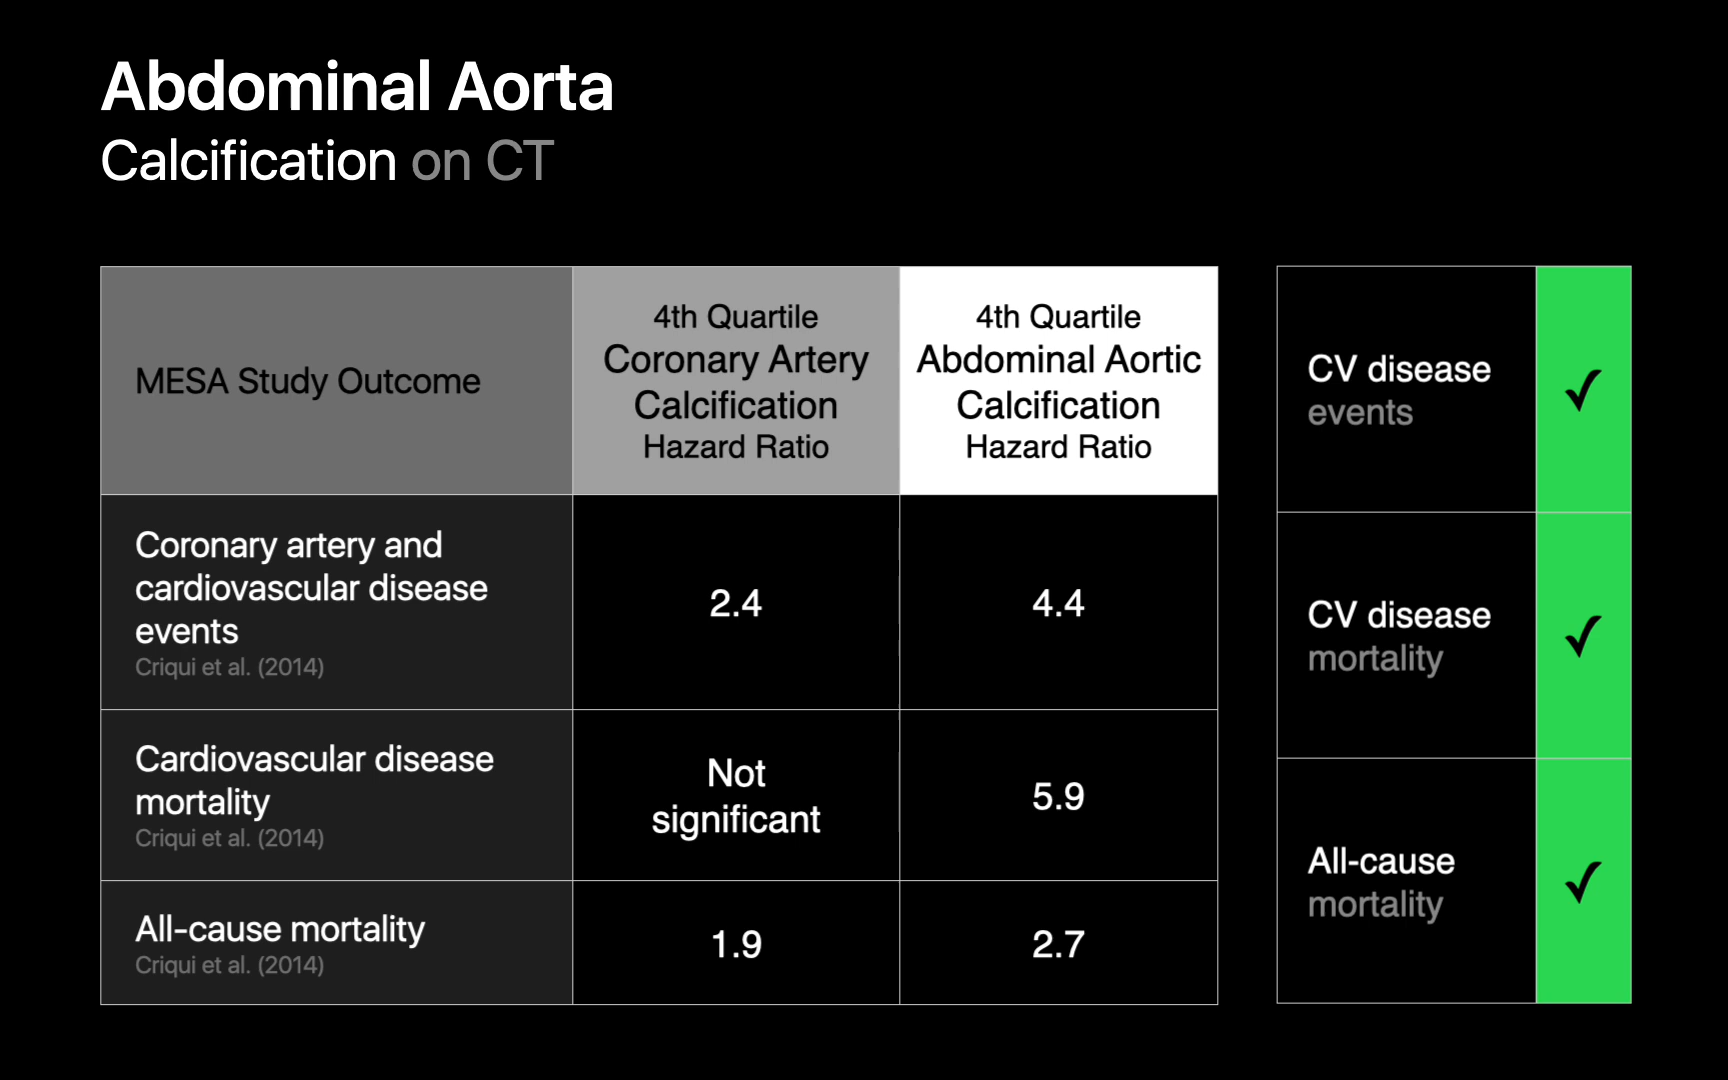 Abdominal Aorta
Calcification on CT
MESA Study Outcome
4th Quartile
Coronary Artery
Calcification
Hazard Ratio
4th Quartile
Abdominal Aortic
Calcification
Hazard Ratio
Coronary artery and
cardiovascular disease
events
Criqui et al. (2014)
2.4
4.4
Cardiovascular disease
mortality
Criqui et al. (2014)
Not
significant
5.9
All-cause mortality
Criqui et al. (2014)
1.9
2.7
CV disease
events
✓
CV disease
mortality
✓
All-cause
mortality
✓